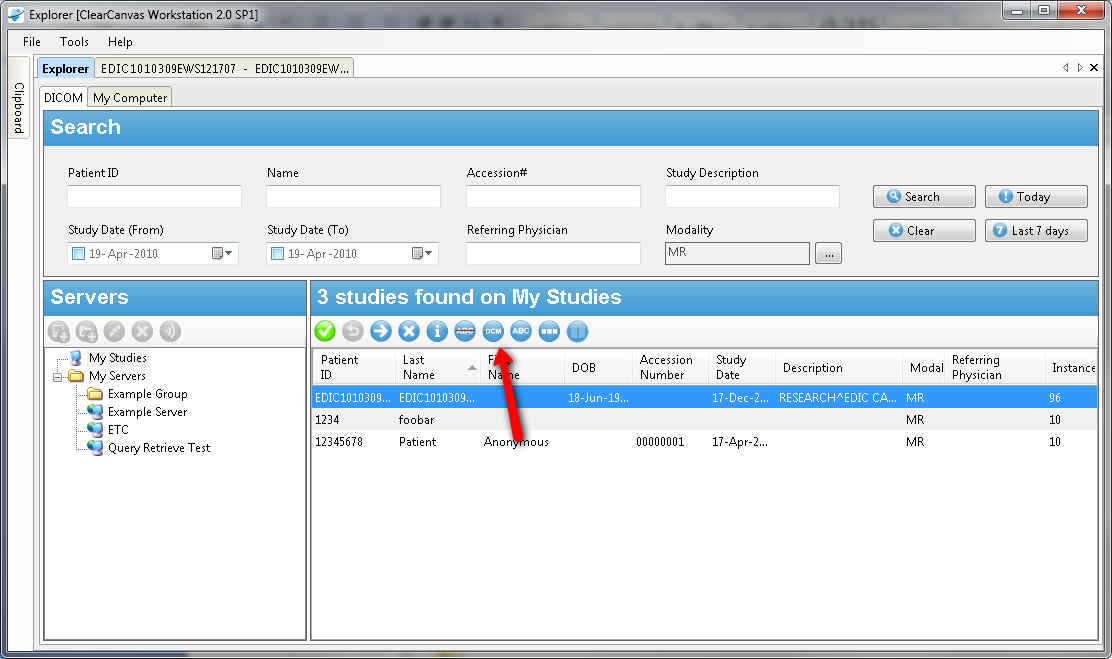 Explorer [ClearCanvas Workstation 2.0 SP1]
File Tools Help
Clipboard
Explorer EDIC1010309EWS121707 - EDIC1010309EW...
DICOM My Computer
Search
Patient ID Name Accession# Study Description
Search Today
Study Date (From) Study Date (To) Referring Physician Modality
Clear 7 Last 7 days
19-Apr-2010 19-Apr-2010 MR ...
Servers
My Studies
My Servers
Example Group
Example Server
ETC
Query Retrieve Test
3 studies found on My Studies
ABC DCM ABC
Patient ID Last Name Name DOB Accession Number Study Date Description Modal Referring Physician Instance
EDIC1010309... EDIC1010309... 18-Jun-19... 17-Dec-2... RESEARCH^EDIC CA... MR 96
1234 foobar MR 10
12345678 Patient Anonymous 00000001 17-Apr-2... MR 10